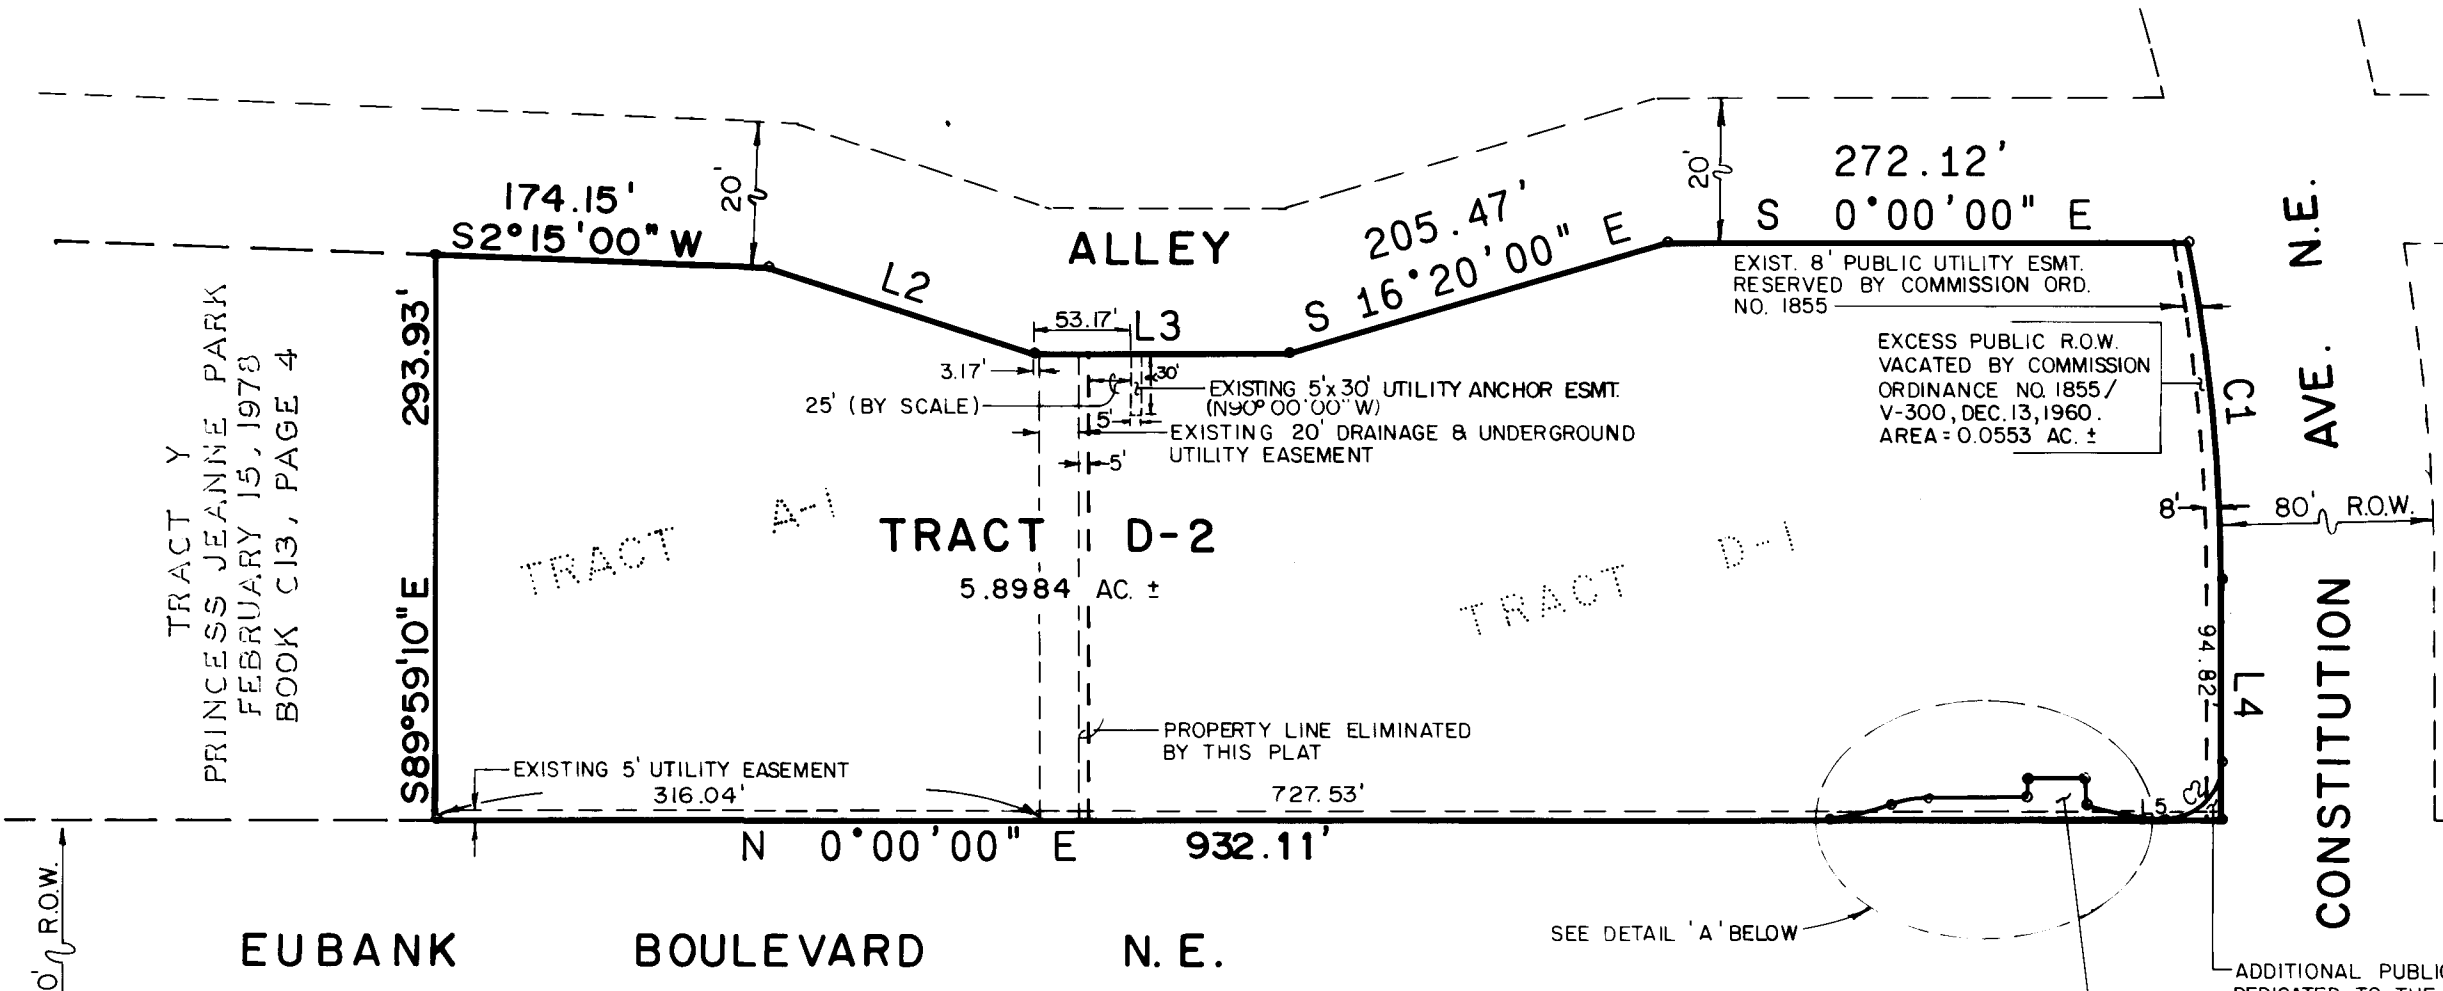 174.15'
S2°15'00" W
20'
L2
ALLEY
205.47'
S 16°20'00" E
20'
272.12'
S 0°00'00" E
EXIST. 8' PUBLIC UTILITY ESMT.
RESERVED BY COMMISSION ORD.
NO. 1855
EXCESS PUBLIC R.O.W.
VACATED BY COMMISSION
ORDINANCE NO. 1855/
V-300, DEC. 13, 1960.
AREA = 0.0553 AC. ±
C1
CONSTITUTION AVE. N.E.
TRACT Y
PRINCESS JEANNE PARK
FEBRUARY 15, 1978
BOOK C13, PAGE 4
S89°59'10"E 293.93'
53.17'
L3
3.17'
30'
25' (BY SCALE)
EXISTING 5'x30' UTILITY ANCHOR ESMT.
(N90°00'00" W)
5'
EXISTING 20' DRAINAGE & UNDERGROUND
UTILITY EASEMENT
5'
8'
80' R.O.W.
TRACT A-1
TRACT D-2
5.8984 AC. ±
TRACT D-1
94.82'
L4
PROPERTY LINE ELIMINATED
BY THIS PLAT
EXISTING 5' UTILITY EASEMENT
316.04'
727.53'
L5
C2
N 0°00'00" E 932.11'
0' R.O.W.
EUBANK BOULEVARD N.E.
SEE DETAIL 'A' BELOW
ADDITIONAL PUBLIC
DEDICATED TO THE